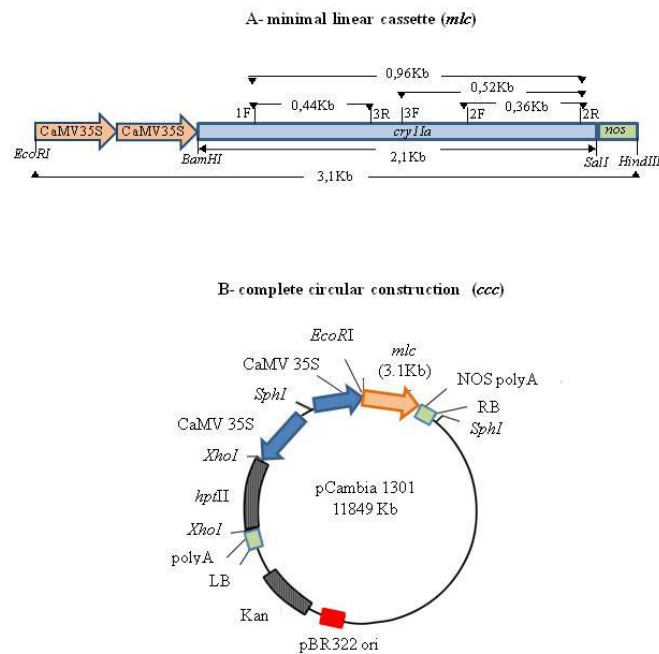 A- minimal linear cassette (mlc)
0,96Kb
0,52Kb
0,44Kb
0,36Kb
1F
3R
3F
2F
2R
CaMV35S
CaMV35S
cry1Ia
nos
EcoRI
BamHI
2,1Kb
SalI
HindIII
3,1Kb
B- complete circular construction (ccc)
EcoRI
mlc
(3.1Kb)
CaMV 35S
NOS polyA
SphI
RB
SphI
CaMV 35S
XhoI
pCambia 1301
11849 Kb
hptII
XhoI
polyA
LB
Kan
pBR322 ori